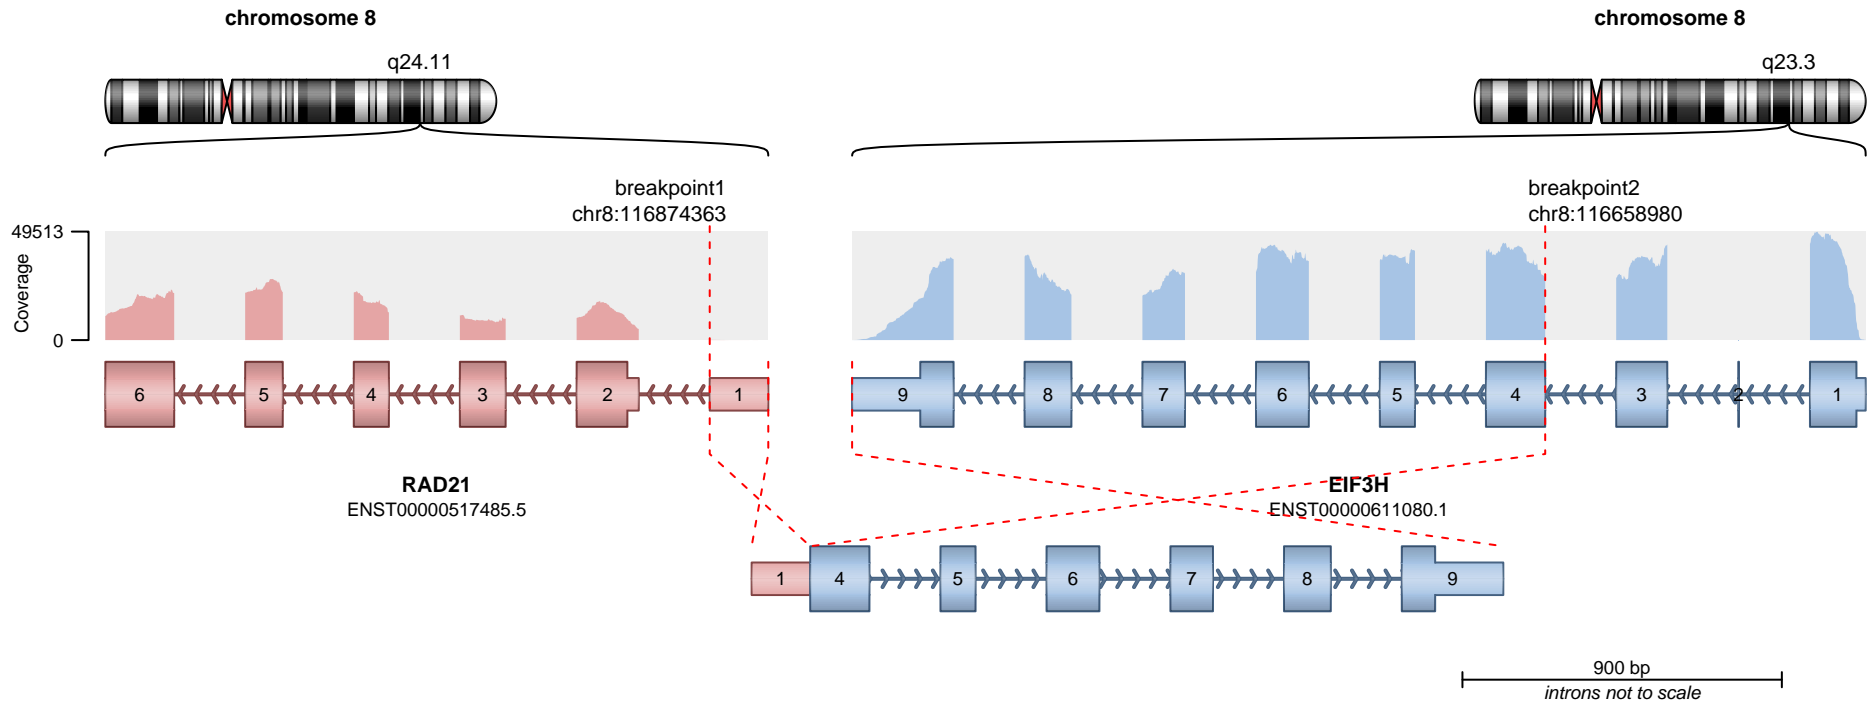 chromosome 8
chromosome 8
q24.11
q23.3
breakpoint1
chr8:116874363
breakpoint2
chr8:116658980
49513
Coverage
0
6 5 4 3 2 1
9 8 7 6 5 4 3 2 1
RAD21
ENST00000517485.5
EIF3H
ENST00000611080.1
1 4 5 6 7 8 9
900 bp
introns not to scale